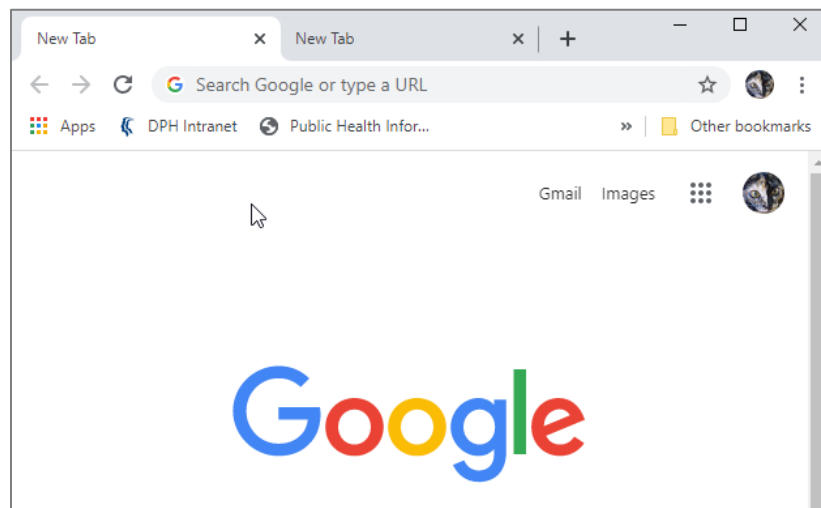 New Tab New Tab
Search Google or type a URL
Apps DPH Intranet Public Health Infor... » Other bookmarks
Gmail Images
Google